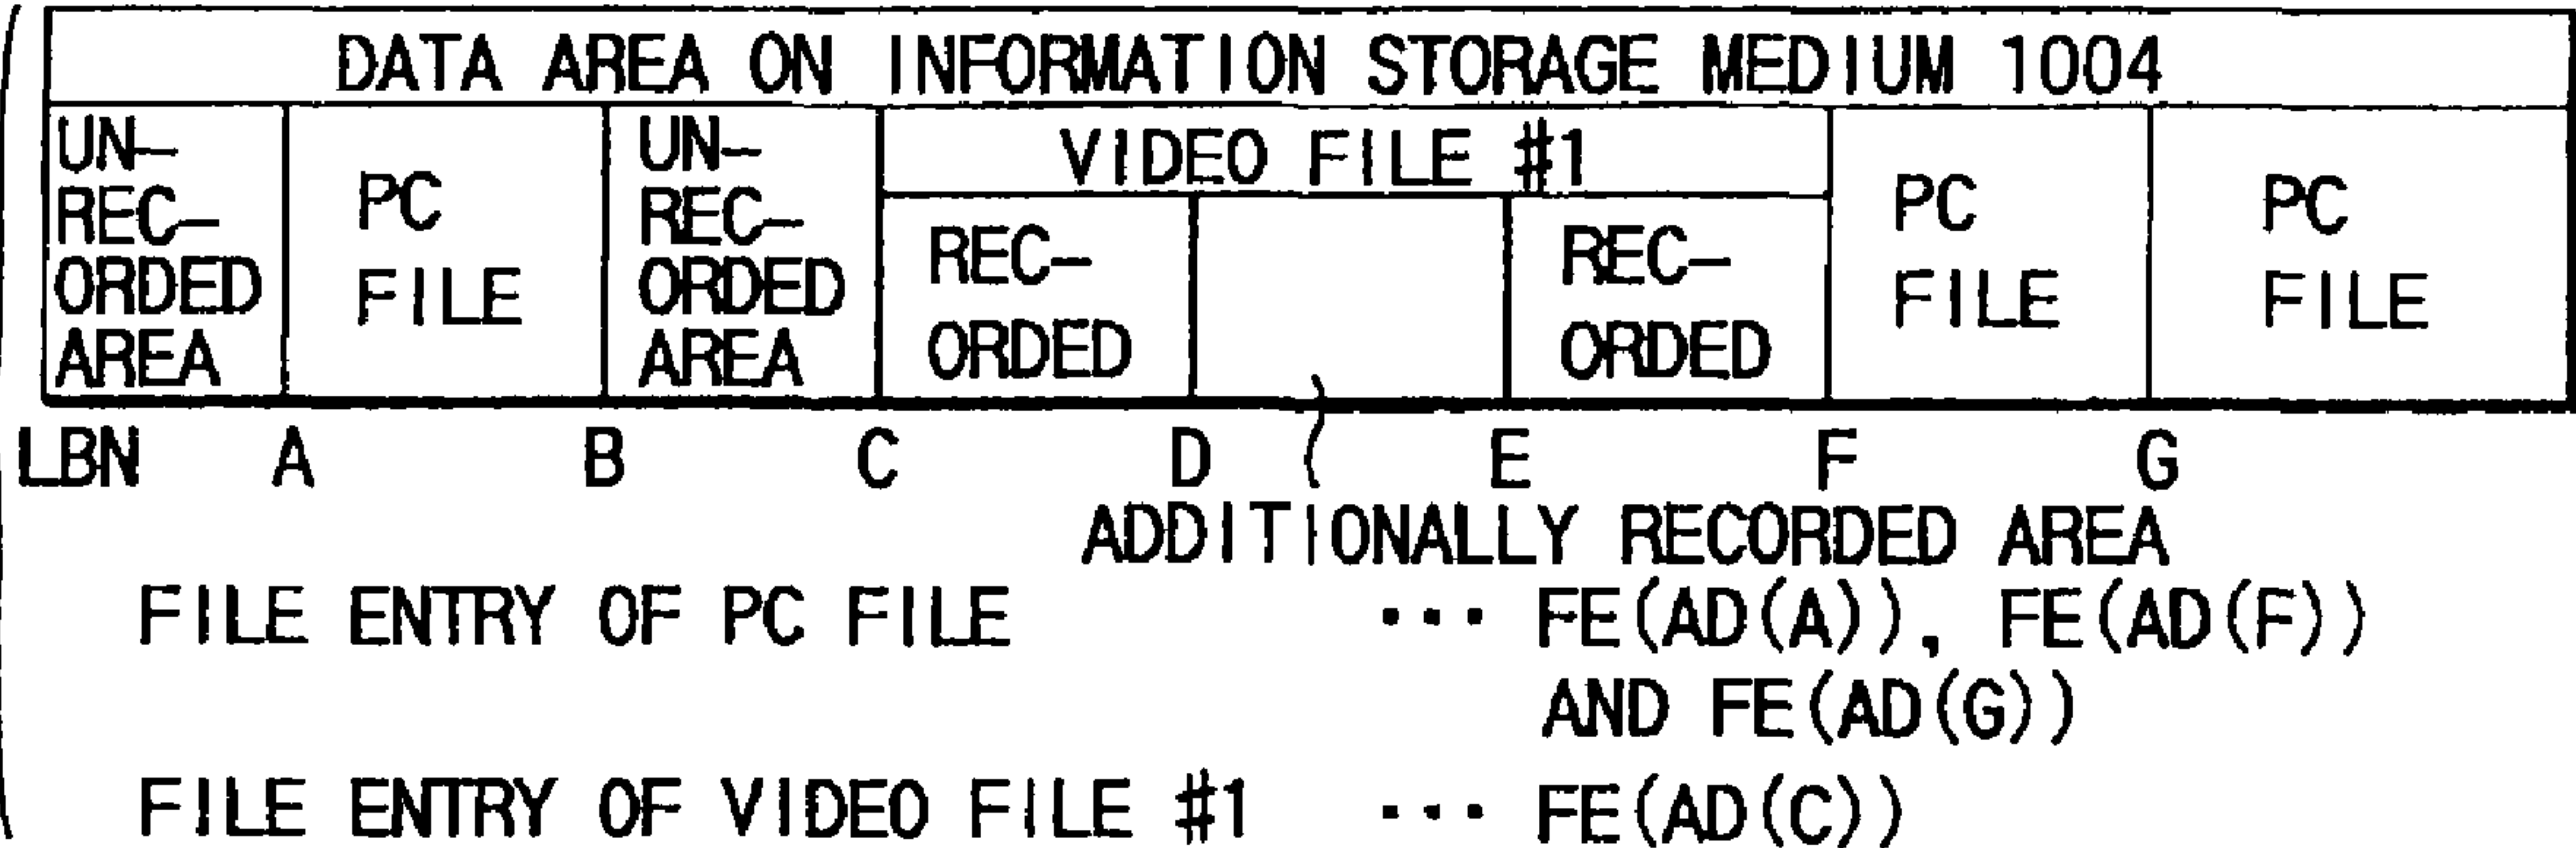 DATA AREA ON INFORMATION STORAGE MEDIUM 1004
UN-
REC-
ORDED
AREA
PC
FILE
UN-
REC-
ORDED
AREA
VIDEO FILE #1
REC-
ORDED
REC-
ORDED
PC
FILE
PC
FILE
LBN A B C D E F G
ADDITIONALLY RECORDED AREA
FILE ENTRY OF PC FILE ··· FE(AD(A)), FE(AD(F))
AND FE(AD(G))
FILE ENTRY OF VIDEO FILE #1 ··· FE(AD(C))